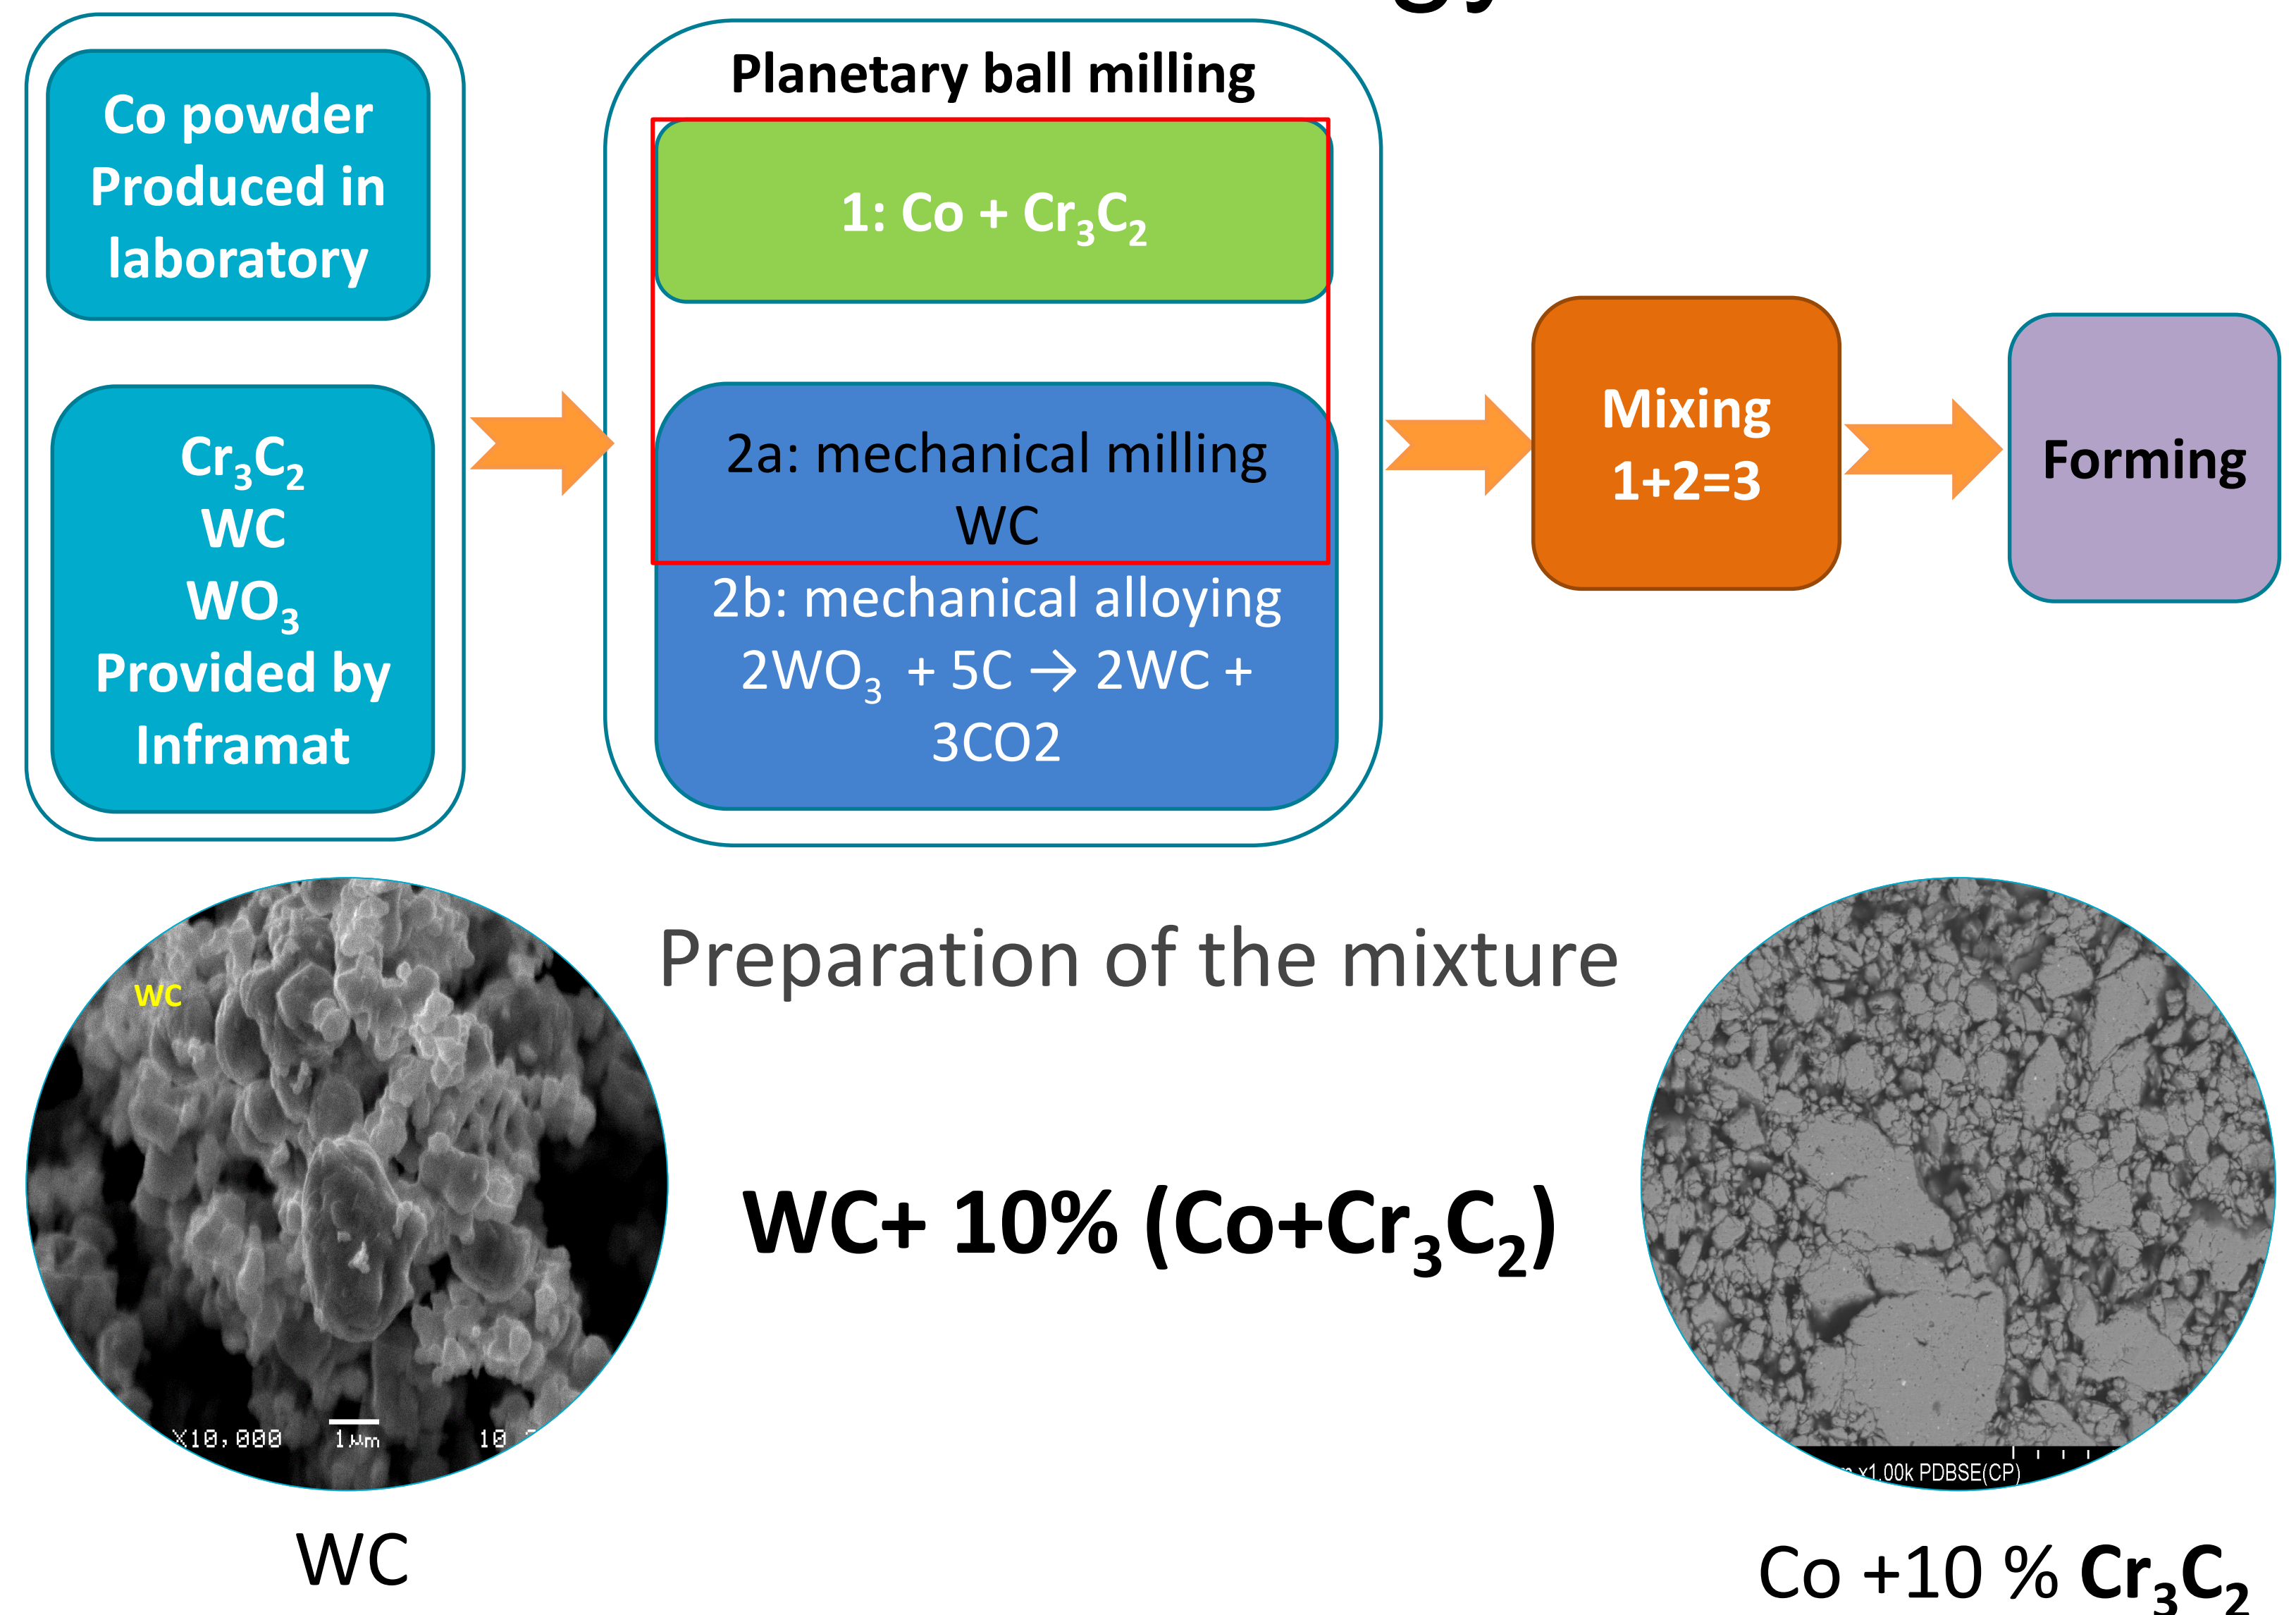 Co powder
Produced in
laboratory
Cr₃C₂
WC
WO₃
Provided by
Inframat
Planetary ball milling
1: Co + Cr₃C₂
2a: mechanical milling
WC
2b: mechanical alloying
2WO₃ + 5C → 2WC +
3CO2
Mixing
1+2=3
Forming
Preparation of the mixture
WC+ 10% (Co+Cr₃C₂)
WC
X10,000 1μm 10
WC
x1.00k PDBSE(CP)
Co +10 % Cr₃C₂